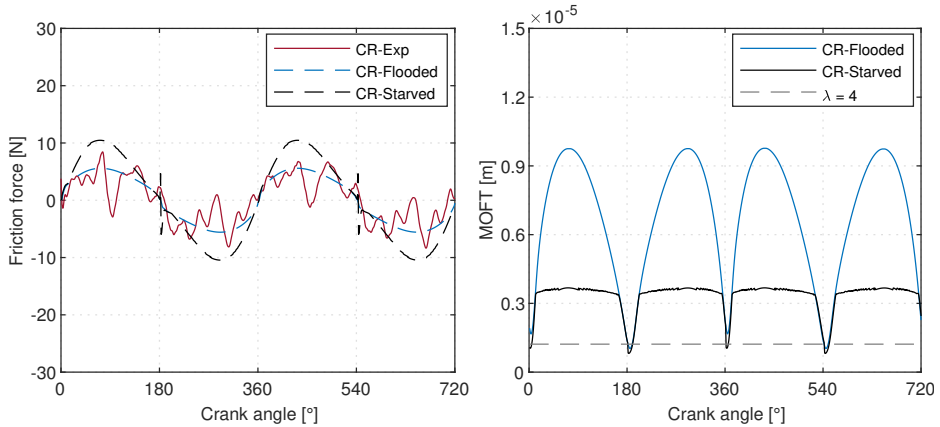 30
20
10
0
-10
-20
-30
Friction force [N]
0
180
360
540
720
Crank angle [°]
CR-Exp
CR-Flooded
CR-Starved
× 10^-5
1.5
1.2
0.9
0.6
0.3
0
MOFT [m]
0
180
360
540
720
Crank angle [°]
CR-Flooded
CR-Starved
λ = 4